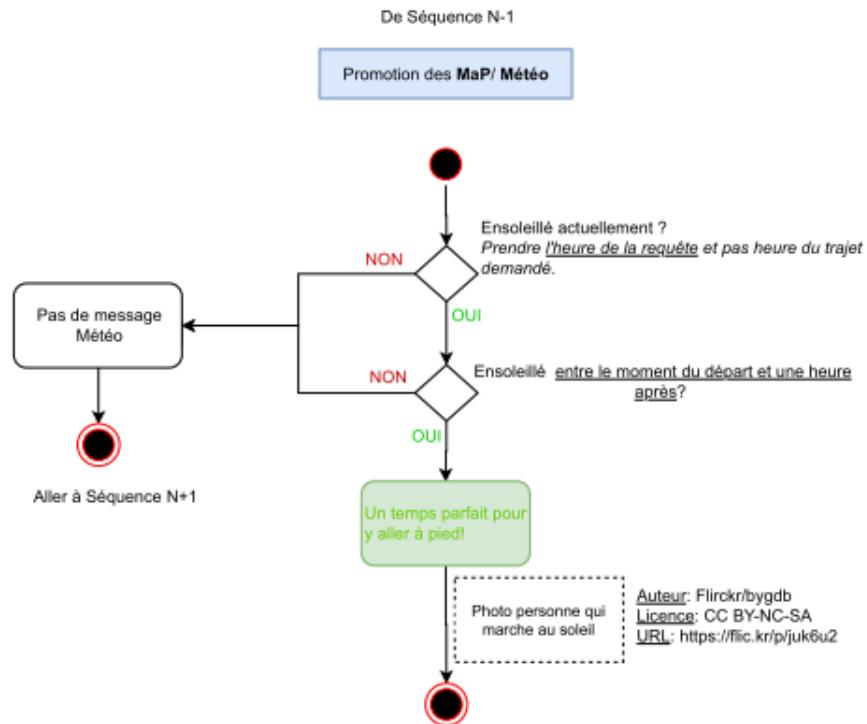 De Séquence N-1
Promotion des MaP/ Météo
Ensoleillé actuellement ?
Prendre l'heure de la requête et pas heure du trajet
demandé.
NON
OUI
Pas de message
Météo
Ensoleillé entre le moment du départ et une heure
après?
NON
OUI
Aller à Séquence N+1
Un temps parfait pour
y aller à pied!
Photo personne qui
marche au soleil
Auteur: Flirckr/bygdb
Licence: CC BY-NC-SA
URL: https://flic.kr/p/juk6u2